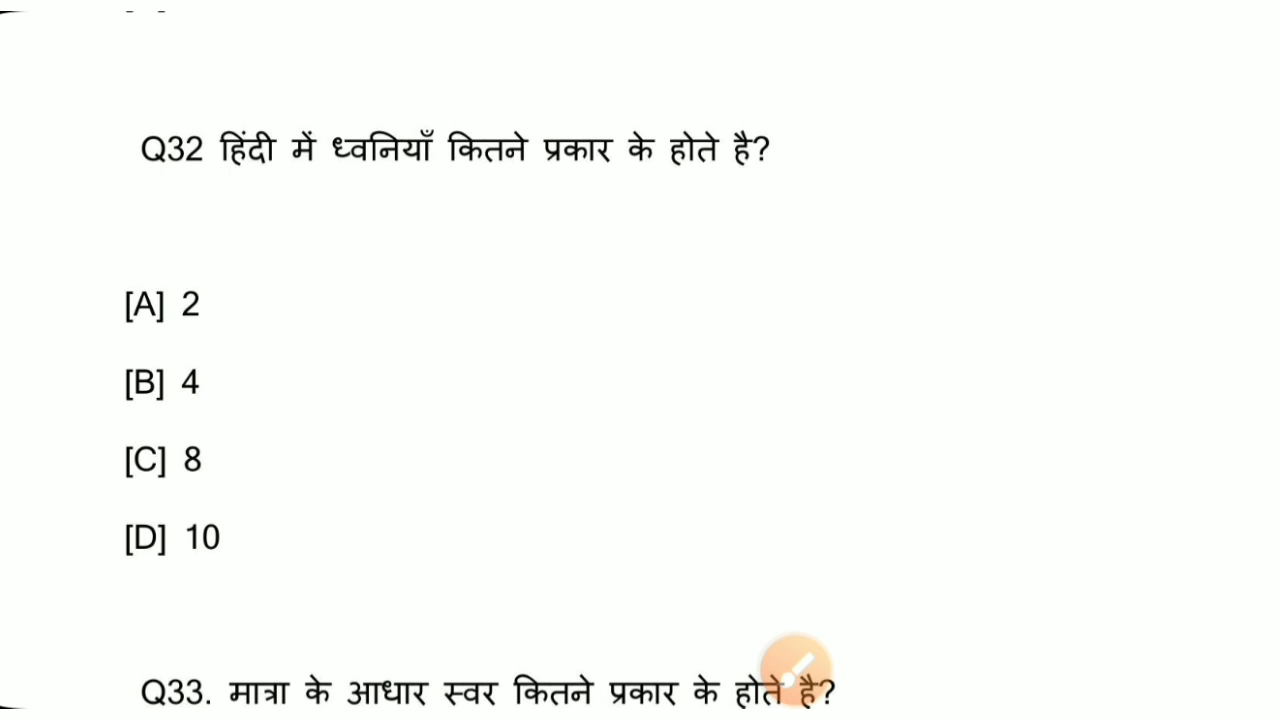 Q32 हिंदी में ध्वनियाँ कितने प्रकार के होते है?
[A] 2
[B] 4
[C] 8
[D] 10
Q33. मात्रा के आधार स्वर कितने प्रकार के होते है?